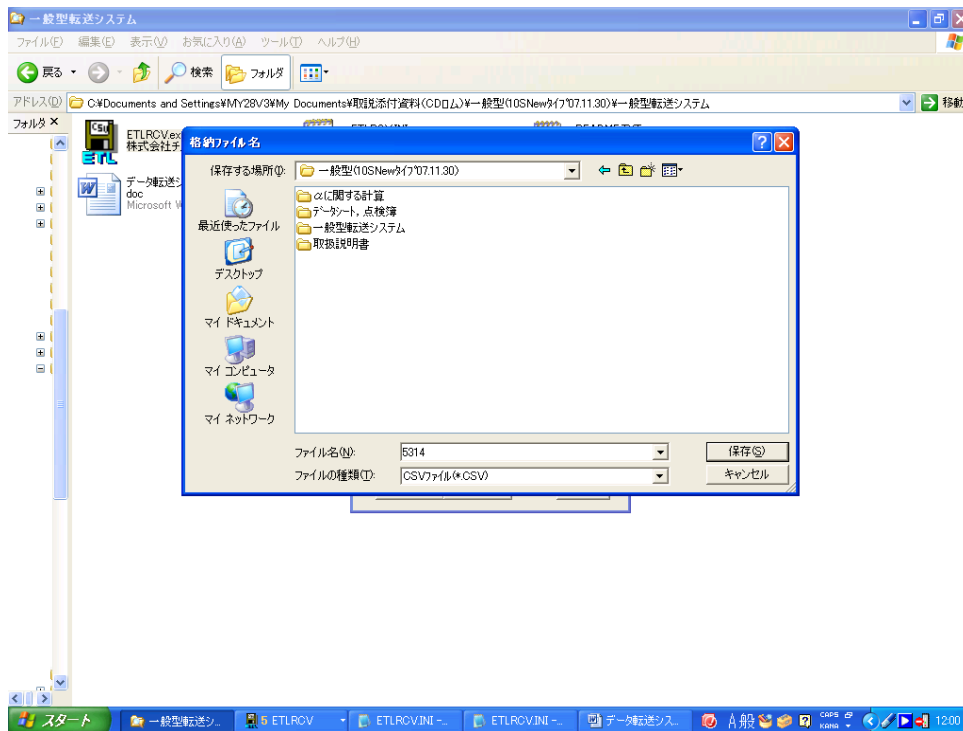 一般型転送システム
ファイル(F) 編集(E) 表示(V) お気に入り(A) ツール(T) ヘルプ(H)
戻る 検索 フォルダ
アドレス(D) C:¥Documents and Settings¥MY28V3¥My Documents¥取説添付資料(CDロム)¥一般型(10SNewタイプ'07.11.30)¥一般型転送システム 移動
フォルダ ×
CSU
ETL
ETLRCV.ex
株式会社チ
データ転送シ
doc
Microsoft W
格納ファイル名
保存する場所(I): 一般型(10SNewタイプ'07.11.30)
最近使ったファイル
デスクトップ
マイ ドキュメント
マイ コンピュータ
マイ ネットワーク
αに関する計算
データシート, 点検簿
一般型転送システム
取扱説明書
ファイル名(N): 5314 保存(S)
ファイルの種類(T): CSVファイル(*.CSV) キャンセル
スタート 一般型転送シ... 5 ETLRCV ETLRCV.INI -... ETLRCV.INI -... データ転送シス... A 般 CAPS KANA 12:00